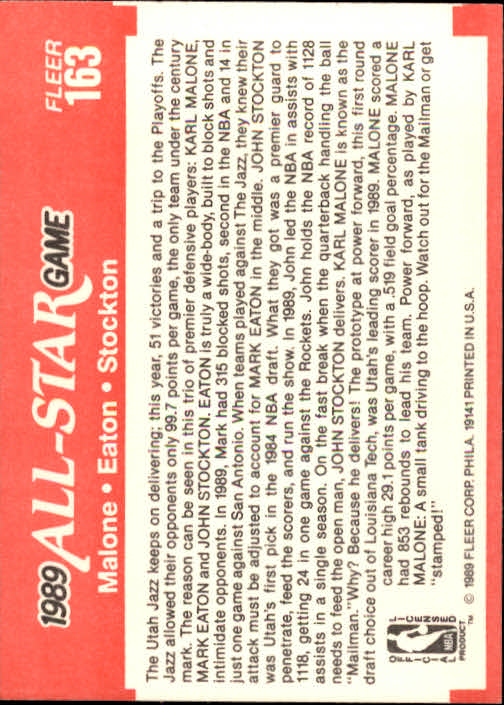 FLEER
163
1989 ALL-STAR GAME
Malone • Eaton • Stockton
The Utah Jazz keeps on delivering; this year, 51 victories and a trip to the Playoffs. The
Jazz allowed their opponents only 99.7 points per game, the only team under the century
mark. The reason can be seen in this trio of premier defensive players: KARL MALONE,
MARK EATON and JOHN STOCKTON. EATON is truly a wide-body, built to block shots and
intimidate opponents. In 1989, Mark had 315 blocked shots, second in the NBA and 14 in
just one game against San Antonio. When teams played against The Jazz, they knew their
attack must be adjusted to account for MARK EATON in the middle. JOHN STOCKTON
was Utah's first pick in the 1984 NBA draft. What they got was a premier guard to
penetrate, feed the scorers, and run the show. In 1989, John led the NBA in assists with
1118, getting 24 in one game against the Rockets. John holds the NBA record of 1128
assists in a single season. On the fast break when the quarterback handling the ball
needs to feed the open man, JOHN STOCKTON delivers. KARL MALONE is known as the
"Mailman." Why? Because he delivers! The prototype at power forward, this first round
draft choice out of Louisiana Tech, was Utah's leading scorer in 1989. MALONE scored a
career high 29.1 points per game, with a .519 field goal percentage. MALONE
had 853 rebounds to lead his team. Power forward, as played by KARL
MALONE: A small tank driving to the hoop. Watch out for the Mailman or get
"stamped!"
OFFICIAL LICENSED
NBA
PRODUCT™ © 1989 FLEER CORP. PHILA. 19141 PRINTED IN U.S.A.